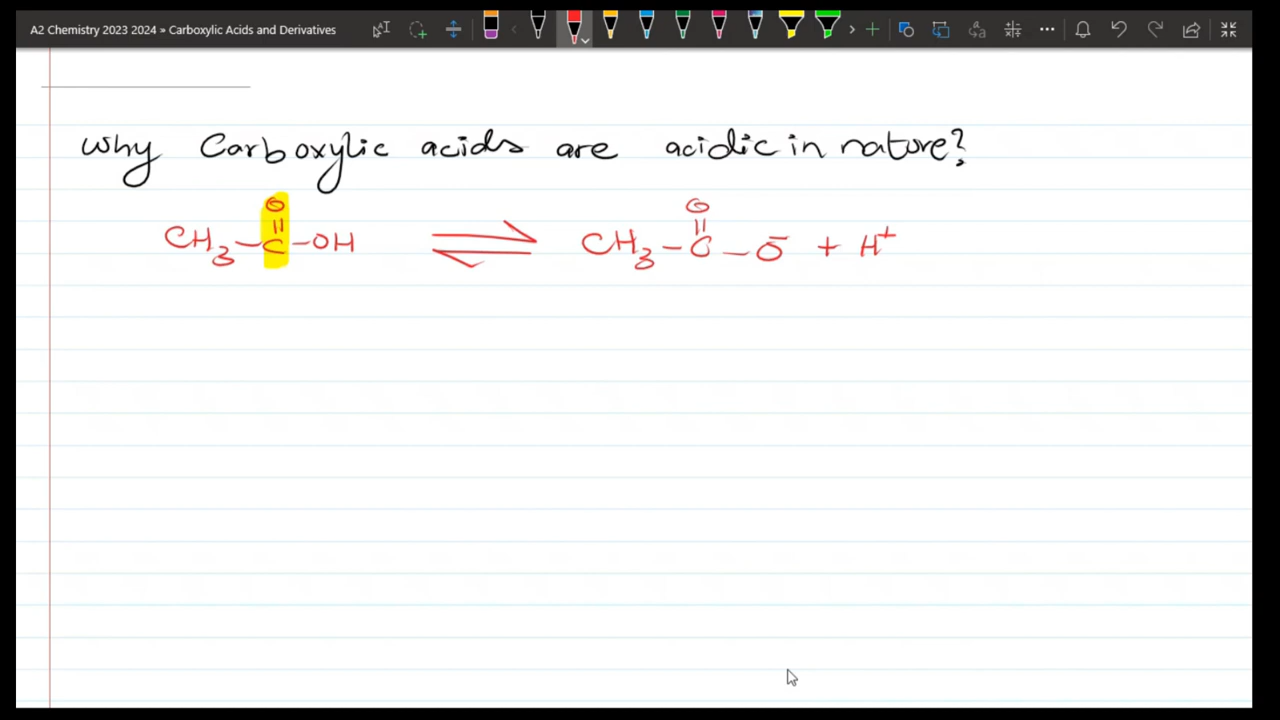 A2 Chemistry 2023 2024 » Carboxylic Acids and Derivatives
Why Carboxylic acids are acidic in nature?
O O
|| ||
CH₃-C-OH ⇌ CH₃-C-O⁻ + H⁺